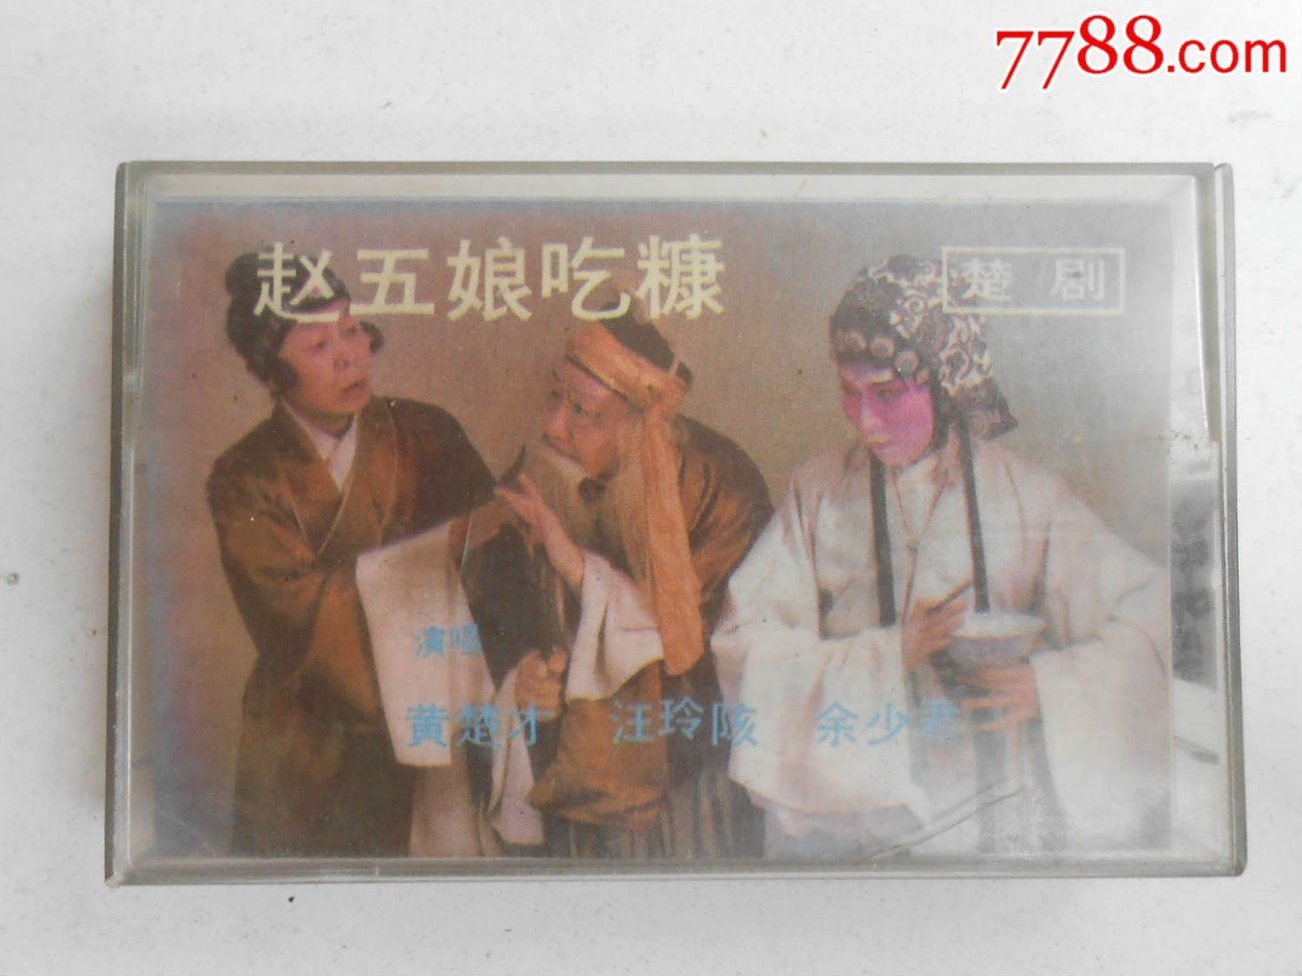 7788.com
赵五娘吃糠
楚剧
演唱
黄楚才 汪玲陔 余少君